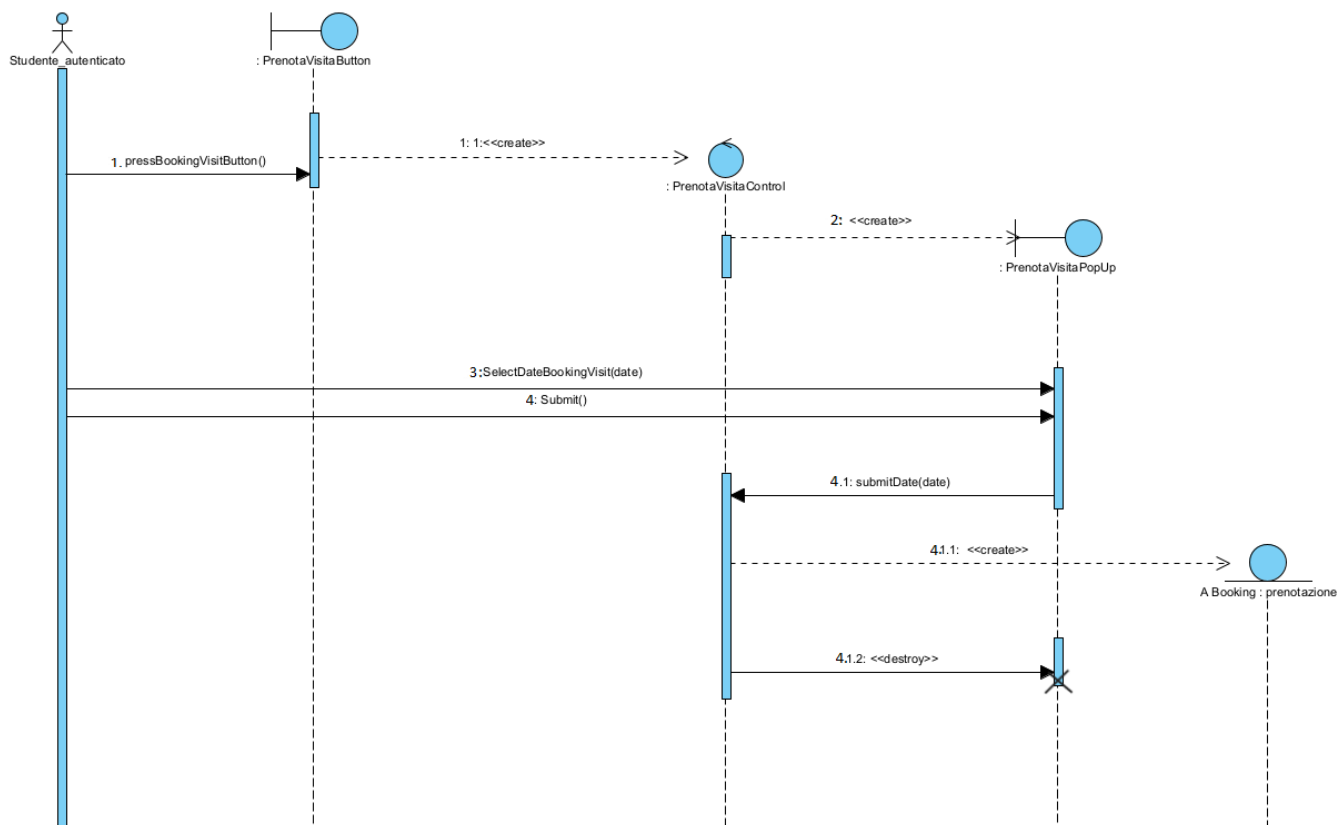 Studente_autenticato
: PrenotaVisitaButton
1: 1:<<create>>
1. pressBookingVisitButton()
: PrenotaVisitaControl
2: <<create>>
: PrenotaVisitaPopUp
3:SelectDateBookingVisit(date)
4: Submit()
4.1: submitDate(date)
4.1.1: <<create>>
A Booking : prenotazione
4.1.2: <<destroy>>